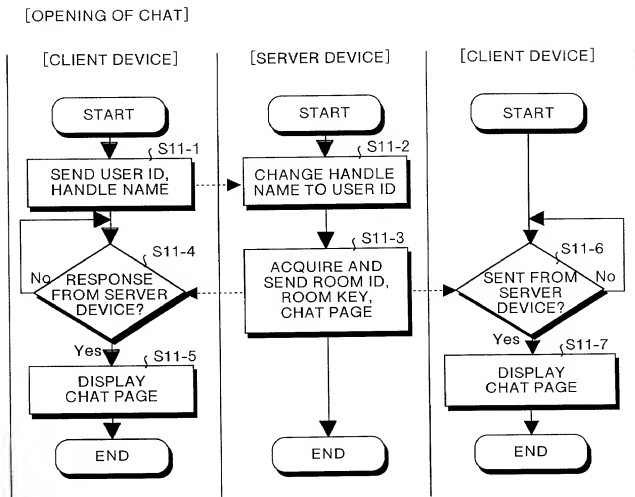 [OPENING OF CHAT]
[CLIENT DEVICE]
[SERVER DEVICE]
[CLIENT DEVICE]
START
START
START
S11-1
SEND USER ID,
HANDLE NAME
S11-2
CHANGE HANDLE
NAME TO USER ID
S11-4
RESPONSE
FROM SERVER
DEVICE?
No
Yes
S11-3
ACQUIRE AND
SEND ROOM ID,
ROOM KEY,
CHAT PAGE
S11-6
SENT FROM
SERVER
DEVICE?
No
Yes
S11-5
DISPLAY
CHAT PAGE
S11-7
DISPLAY
CHAT PAGE
END
END
END